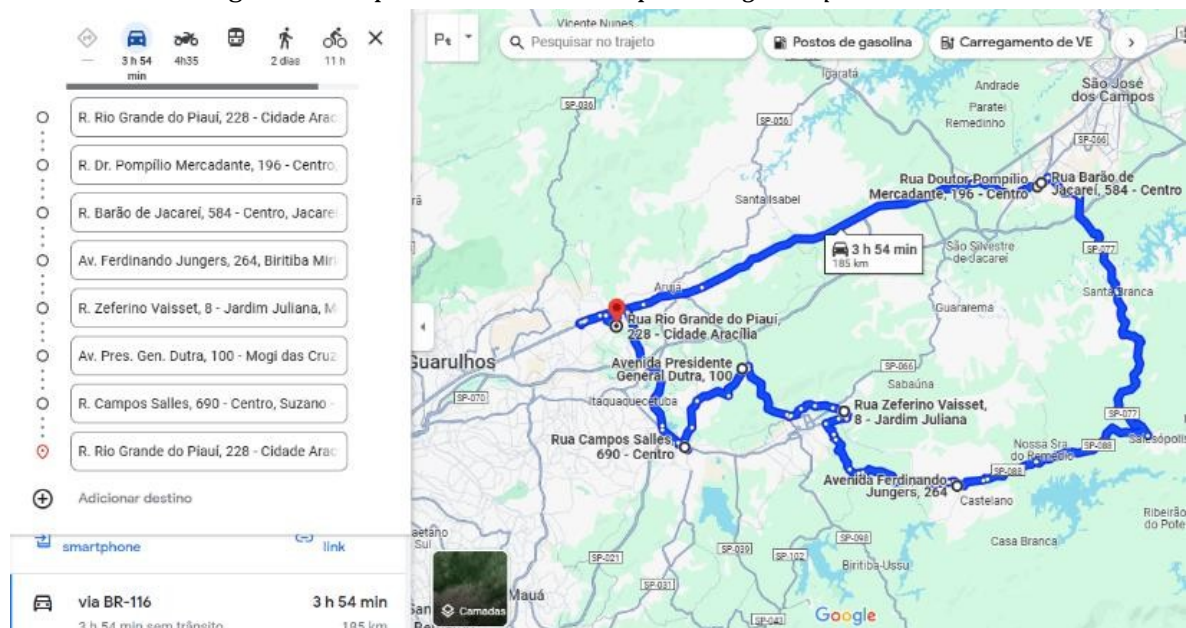 3 h 54
min
4h35
2 dias
11 h
R. Rio Grande do Piauí, 228 - Cidade Arac
R. Dr. Pompílio Mercadante, 196 - Centro,
R. Barão de Jacareí, 584 - Centro, Jacare
Av. Ferdinando Jungers, 264, Biritiba Miri
R. Zeferino Vaisset, 8 - Jardim Juliana, M
Av. Pres. Gen. Dutra, 100 - Mogi das Cruz
R. Campos Salles, 690 - Centro, Suzano -
R. Rio Grande do Piauí, 228 - Cidade Arac
Adicionar destino
smartphone
link
via BR-116
3 h 54 min
3 h 54 min sem trânsito
185 km
Pesquisar no trajeto
Postos de gasolina
Carregamento de VE
Vicente Nunes
Igaratá
Andrade
São José
dos Campos
Paratei
Remedinho
SP-036
SP-056
SP-066
Rua Doutor Pompílio
Mercadante, 196 - Centro
Rua Barão de
Jacareí, 584 - Centro
Santa Isabel
3 h 54 min
185 km
São Silvestre
de Jacarei
SP-077
Santa Branca
Arujá
Guararema
Rua Rio Grande do Piauí,
228 - Cidade Aracília
Guarulhos
Avenida Presidente
General Dutra, 100
SP-066
Sabaúna
SP-070
Itaquaquecetuba
Rua Zeferino Vaisset,
8 - Jardim Juliana
SP-077
Rua Campos Salles,
690 - Centro
Nossa Sra.
do Remédio
SP-088
Salesópolis
SP-088
Avenida Ferdinando
Jungers, 264
Castelano
Ribeirão
do Pote
aetano
Sul
Casa Branca
SP-021
SP-039
SP-102
SP-098
Biritiba-Ussu
SP-031
Mauá
Camadas
Google
SP-043